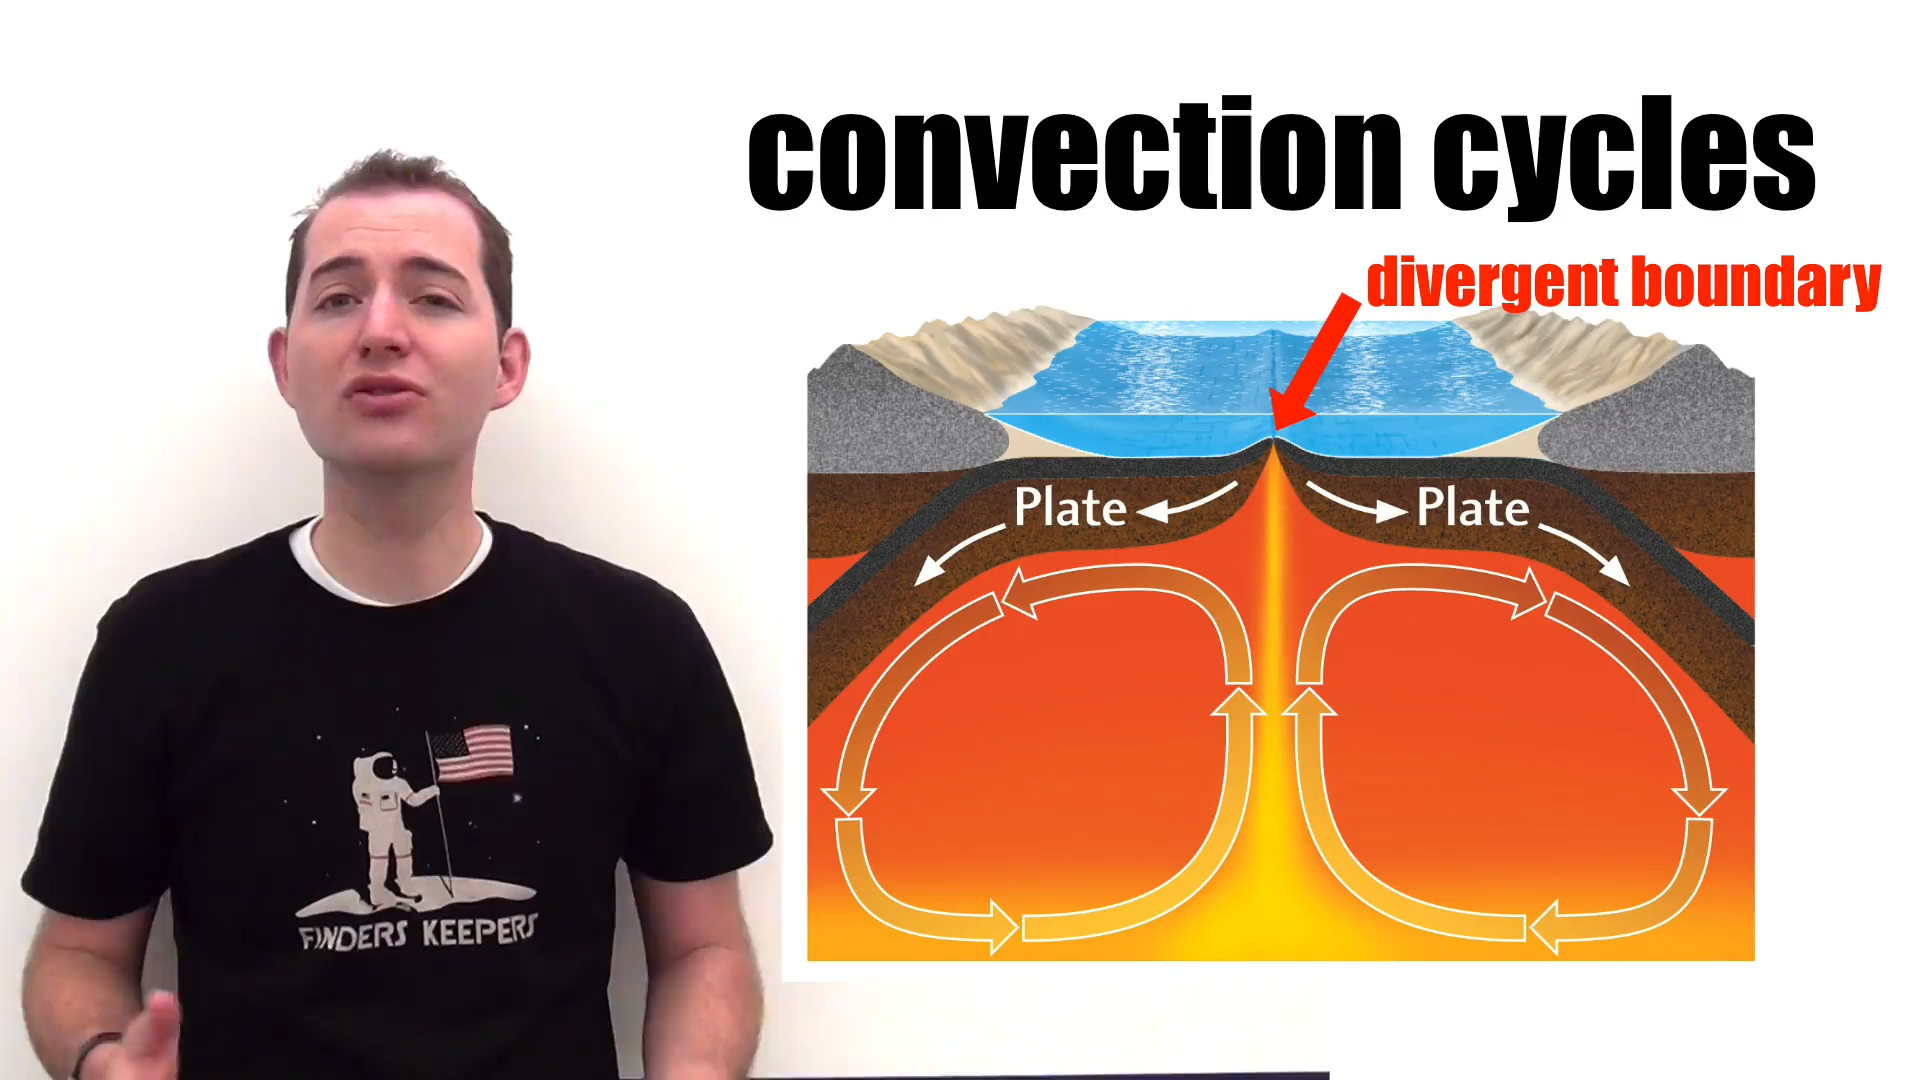 convection cycles
divergent boundary
Plate Plate
FINDERS KEEPERS